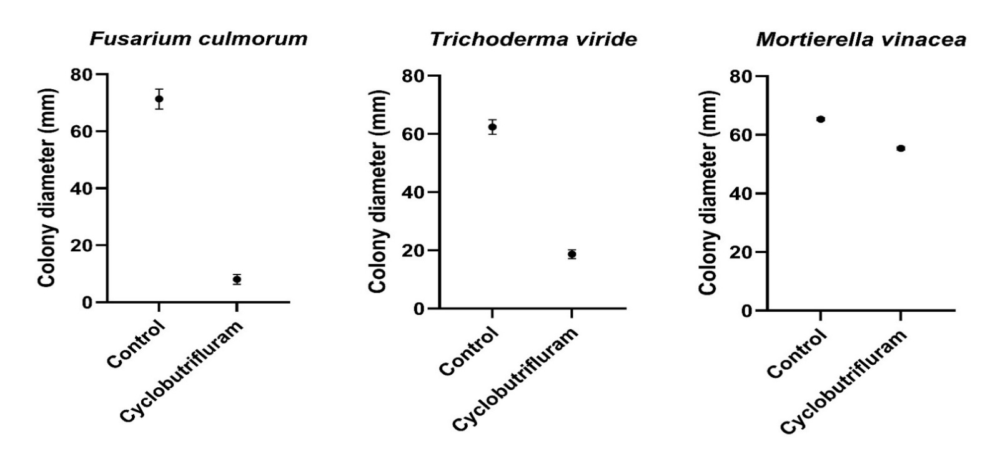 Fusarium culmorum
Colony diameter (mm)
80
60
40
20
0
Control
Cyclobutrifluram
Trichoderma viride
Colony diameter (mm)
80
60
40
20
0
Control
Cyclobutrifluram
Mortierella vinacea
Colony diameter (mm)
80
60
40
20
0
Control
Cyclobutrifluram